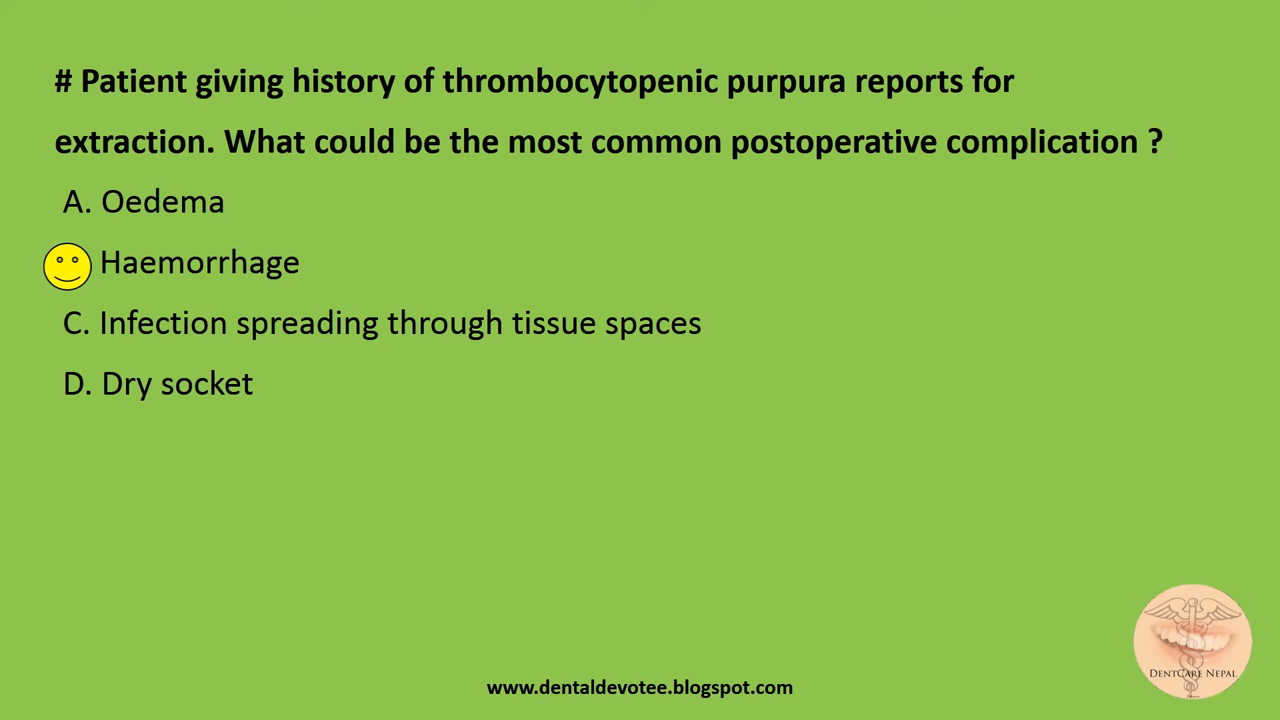 # Patient giving history of thrombocytopenic purpura reports for
extraction. What could be the most common postoperative complication ?
A. Oedema
Haemorrhage
C. Infection spreading through tissue spaces
D. Dry socket
DENTCARE NEPAL
www.dentaldevotee.blogspot.com